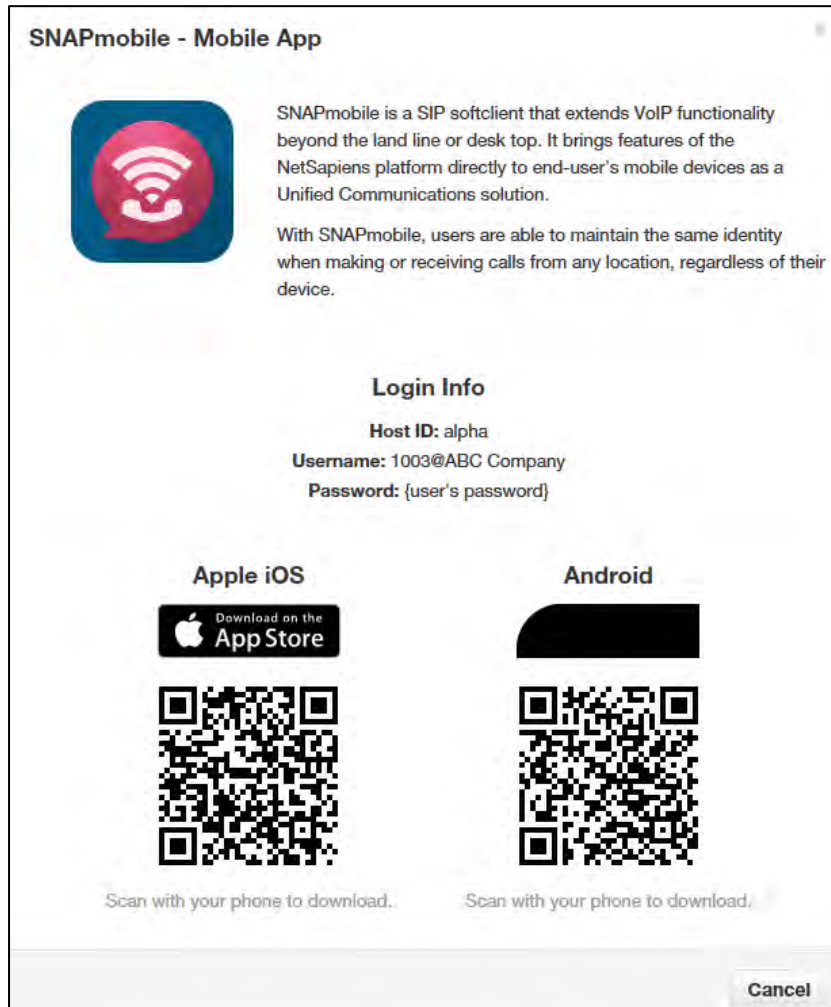 SNAPmobile - Mobile App
SNAPmobile is a SIP softclient that extends VoIP functionality
beyond the land line or desk top. It brings features of the
NetSapiens platform directly to end-user's mobile devices as a
Unified Communications solution.
With SNAPmobile, users are able to maintain the same identity
when making or receiving calls from any location, regardless of their
device.
Login Info
Host ID: alpha
Username: 1003@ABC Company
Password: {user's password}
Apple iOS
Android
Download on the
App Store
Scan with your phone to download.
Scan with your phone to download.
Cancel